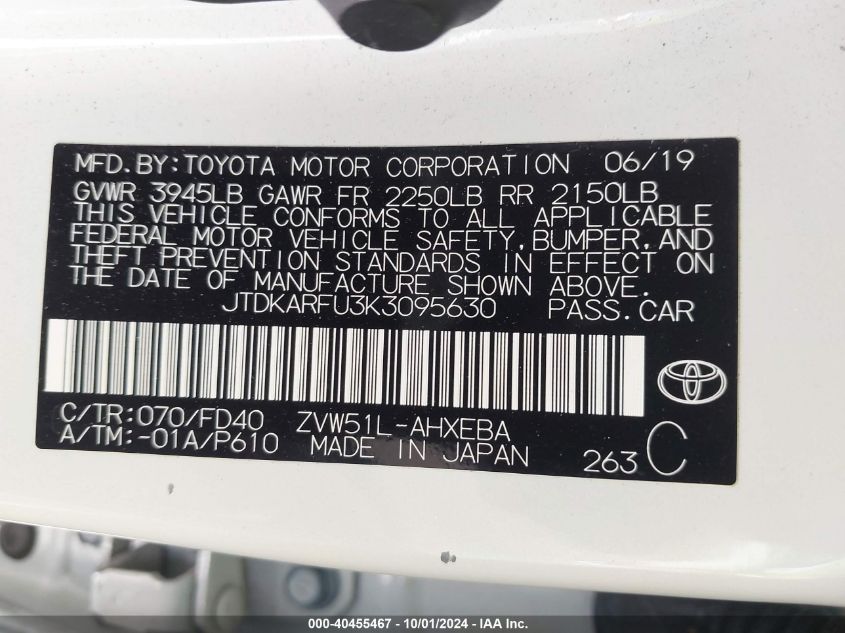 MFD.BY:TOYOTA MOTOR CORPORATION 06/19
GVWR 3945LB GAWR FR 2250LB RR 2150LB
THIS VEHICLE CONFORMS TO ALL APPLICABLE
FEDERAL MOTOR VEHICLE SAFETY,BUMPER,AND
THEFT PREVENTION STANDARDS IN EFFECT ON
THE DATE OF MANUFACTURE SHOWN ABOVE.
JTDKARFU3K3095630 PASS.CAR
C/TR:070/FD40 ZVW51L-AHXEBA
A/TM:-01A/P610 MADE IN JAPAN 263 C
000-40455467 - 10/01/2024 - IAA Inc.